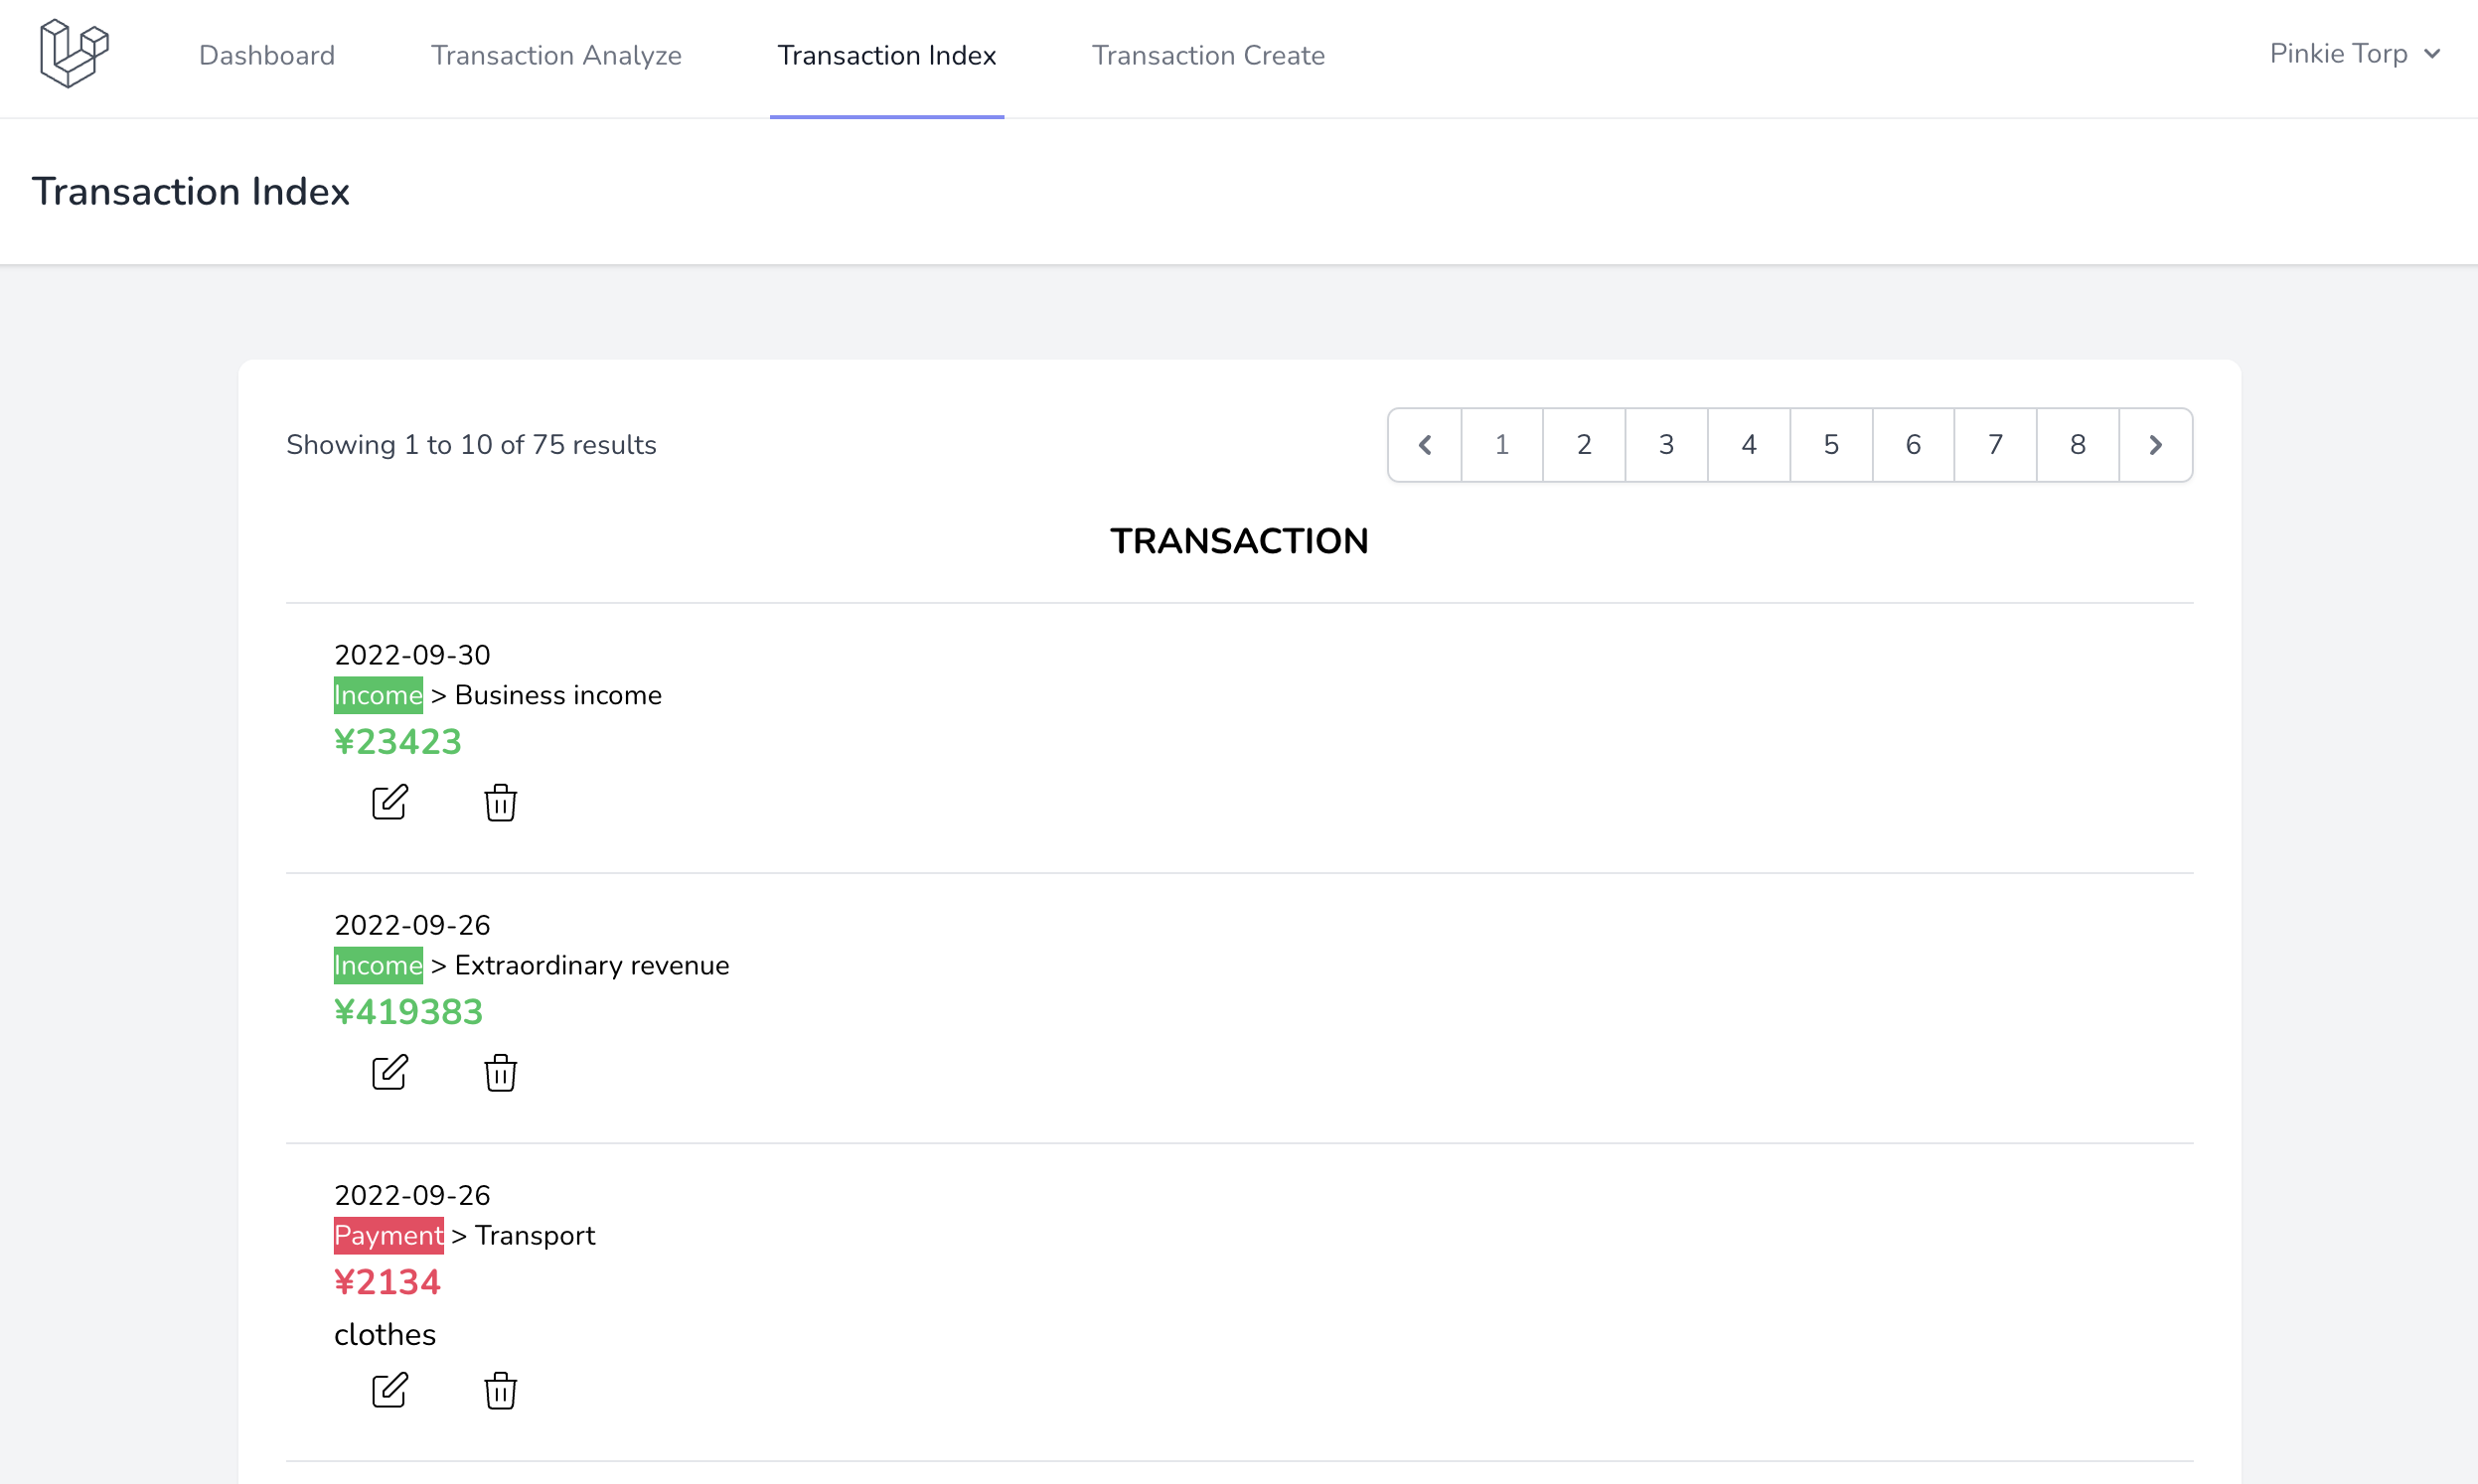 Dashboard Transaction Analyze Transaction Index Transaction Create Pinkie Torp
Transaction Index
Showing 1 to 10 of 75 results 1 2 3 4 5 6 7 8
TRANSACTION
2022-09-30
Income > Business income
¥23423
2022-09-26
Income > Extraordinary revenue
¥419383
2022-09-26
Payment > Transport
¥2134
clothes